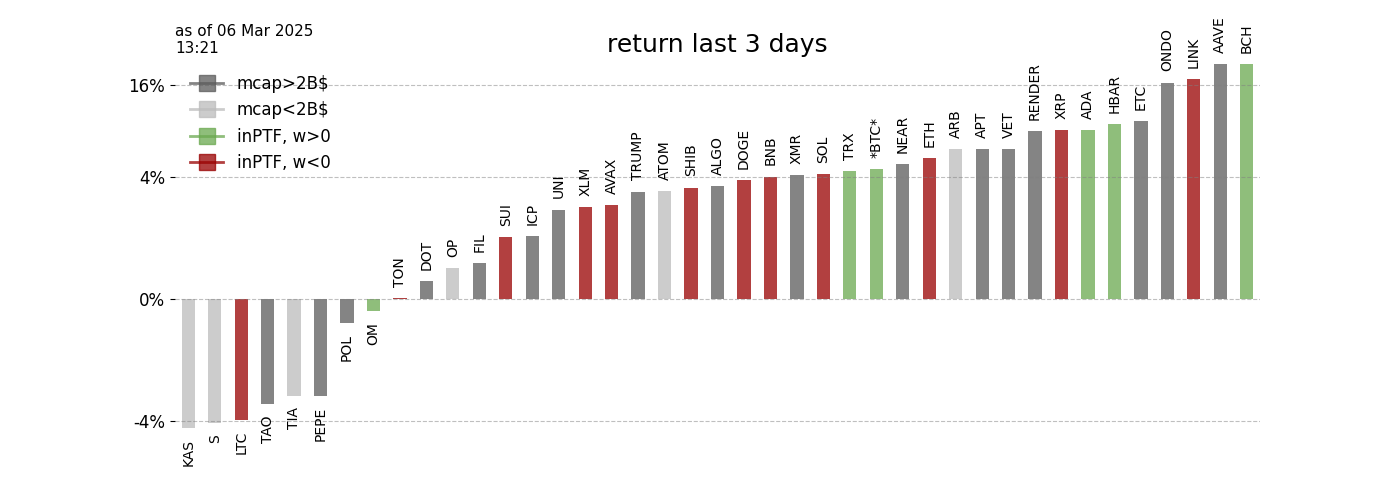 as of 06 Mar 2025
13:21
return last 3 days
mcap>2B$
mcap<2B$
inPTF, w>0
inPTF, w<0
16%
4%
0%
-4%
KAS
S
LTC
TAO
TIA
PEPE
POL
OM
TON
DOT
OP
FIL
SUI
ICP
UNI
XLM
AVAX
TRUMP
ATOM
SHIB
ALGO
DOGE
BNB
XMR
SOL
TRX
*BTC*
NEAR
ETH
ARB
APT
VET
RENDER
XRP
ADA
HBAR
ETC
ONDO
LINK
AAVE
BCH